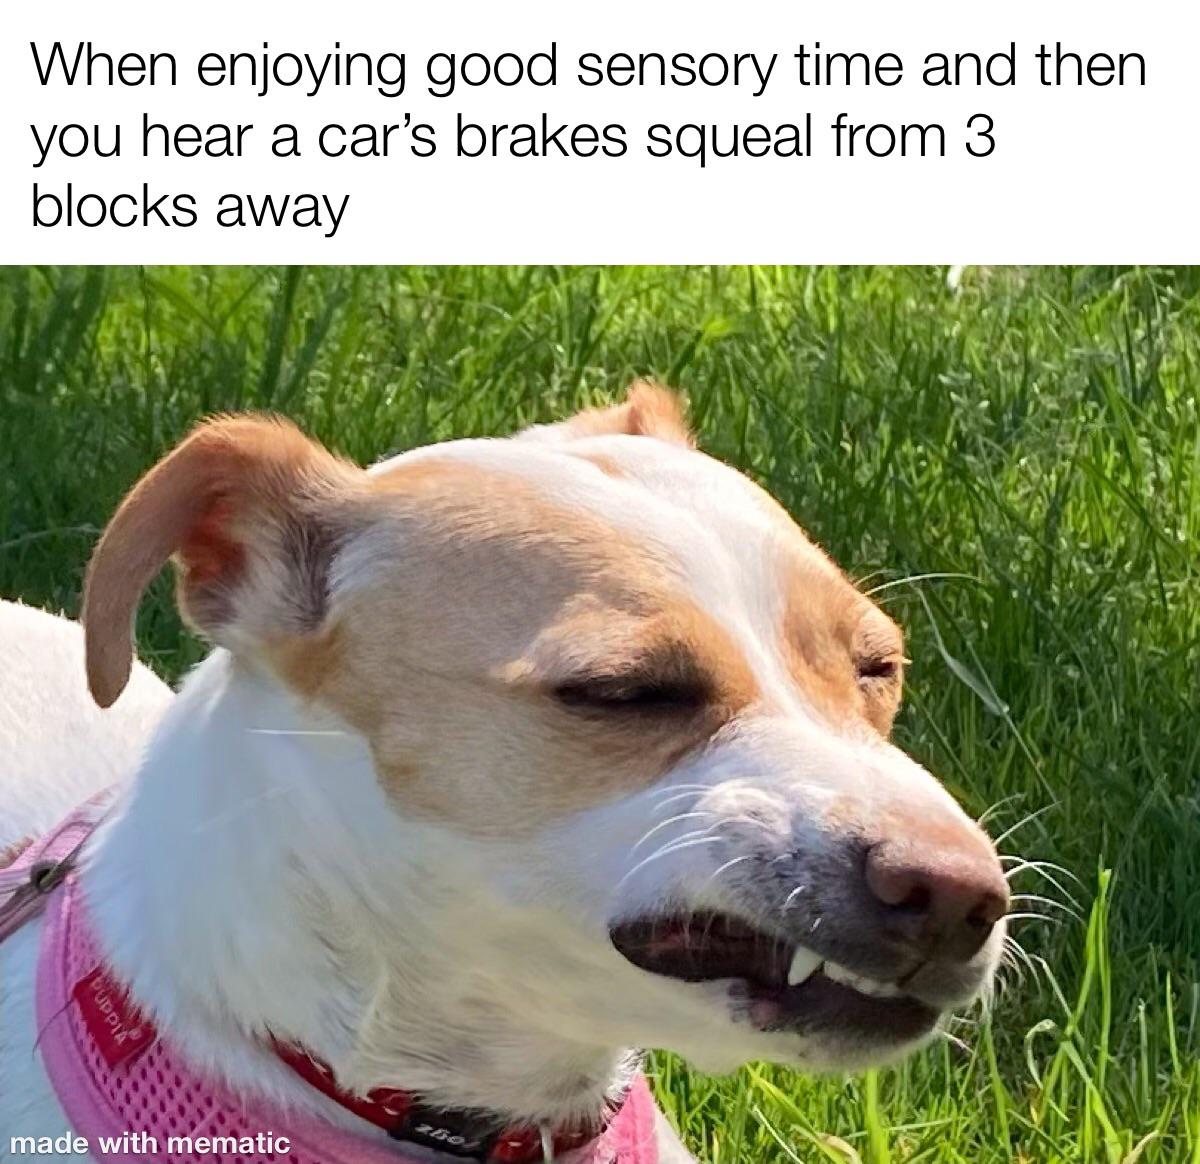 When enjoying good sensory time and then
you hear a car’s brakes squeal from 3
blocks away
PUPPIA
made with mematic